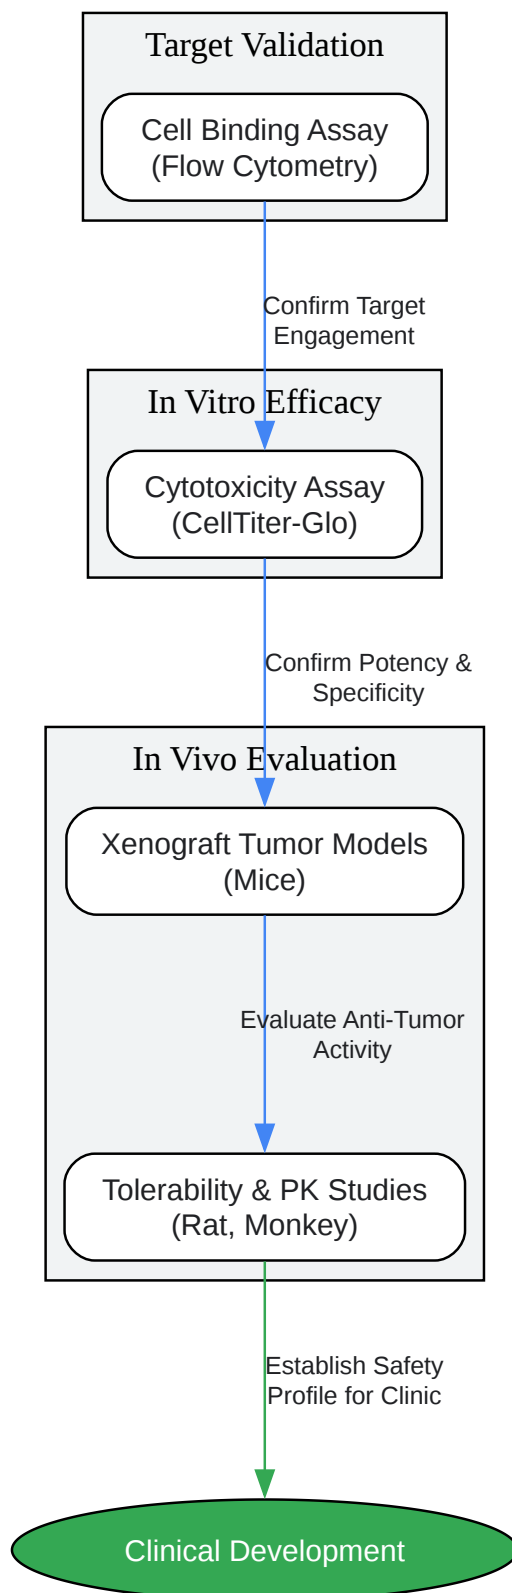 Target Validation
Cell Binding Assay
(Flow Cytometry)
Confirm Target
Engagement
In Vitro Efficacy
Cytotoxicity Assay
(CellTiter-Glo)
Confirm Potency &
Specificity
In Vivo Evaluation
Xenograft Tumor Models
(Mice)
Evaluate Anti-Tumor
Activity
Tolerability & PK Studies
(Rat, Monkey)
Establish Safety
Profile for Clinic
Clinical Development